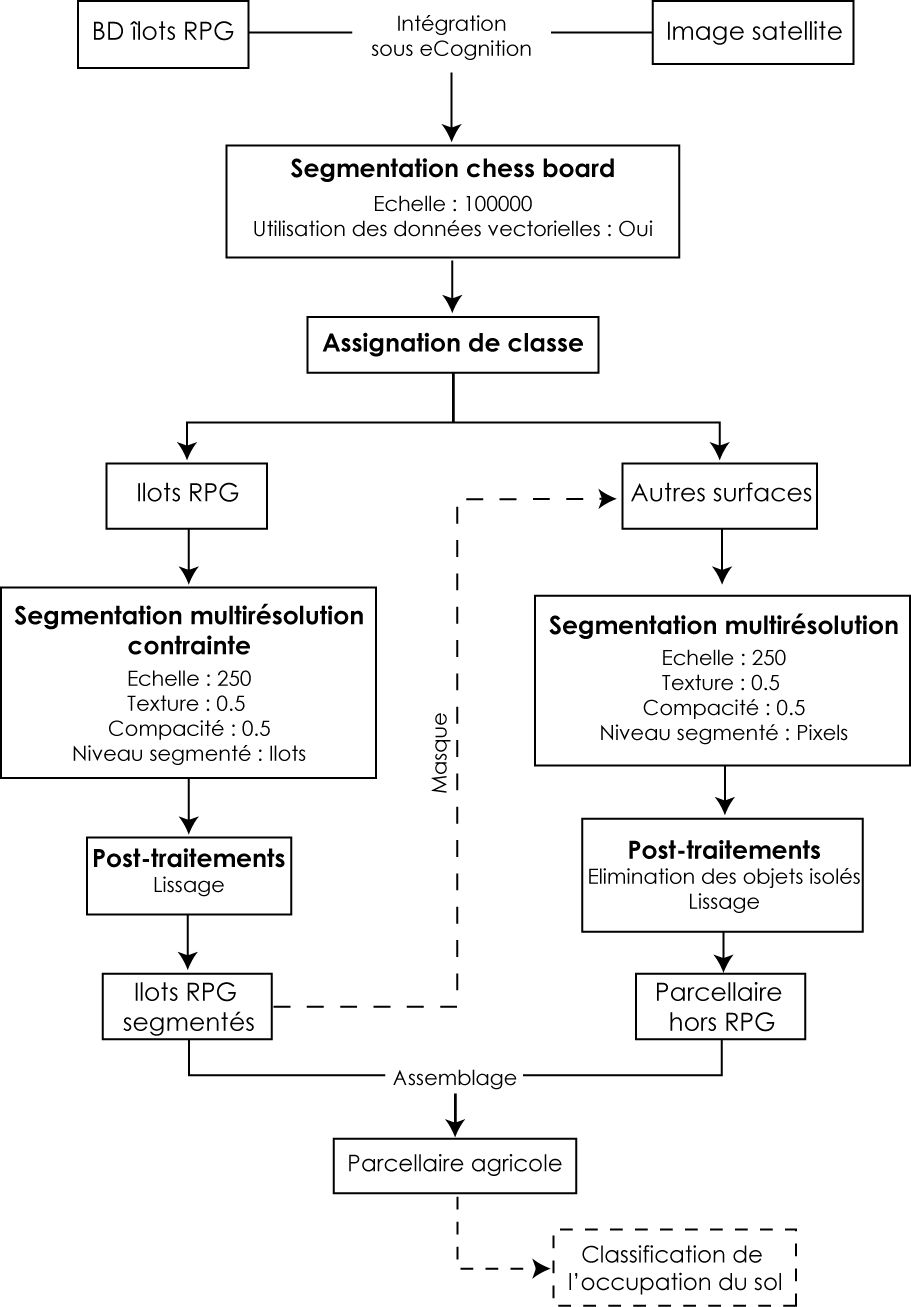 BD îlots RPG
Intégration
sous eCognition
Image satellite
Segmentation chess board
Echelle : 100000
Utilisation des données vectorielles : Oui
Assignation de classe
Ilots RPG
Autres surfaces
Segmentation multirésolution
contrainte
Echelle : 250
Texture : 0.5
Compacité : 0.5
Niveau segmenté : Ilots
Masque
Segmentation multirésolution
Echelle : 250
Texture : 0.5
Compacité : 0.5
Niveau segmenté : Pixels
Post-traitements
Lissage
Post-traitements
Elimination des objets isolés
Lissage
Ilots RPG
segmentés
Parcellaire
hors RPG
Assemblage
Parcellaire agricole
Classification de
l’occupation du sol